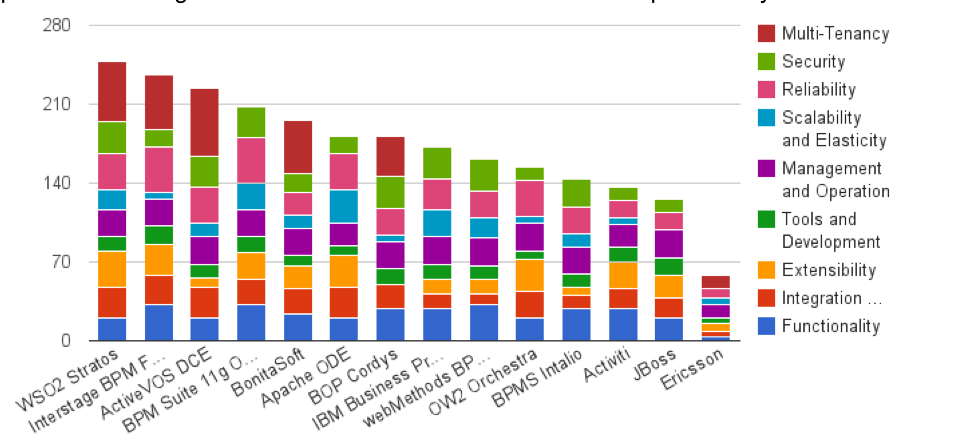 280
210
140
70
0
WSO2 Stratos
Interstage BPM F...
ActiveVOS DCE
BPM Suite 11g O...
BonitaSoft
Apache ODE
BOP Cordys
IBM Business Pr...
webMethods BP...
OW2 Orchestra
BPMS Intalio
Activiti
JBoss
Ericsson
Multi-Tenancy
Security
Reliability
Scalability
and Elasticity
Management
and Operation
Tools and
Development
Extensibility
Integration ...
Functionality